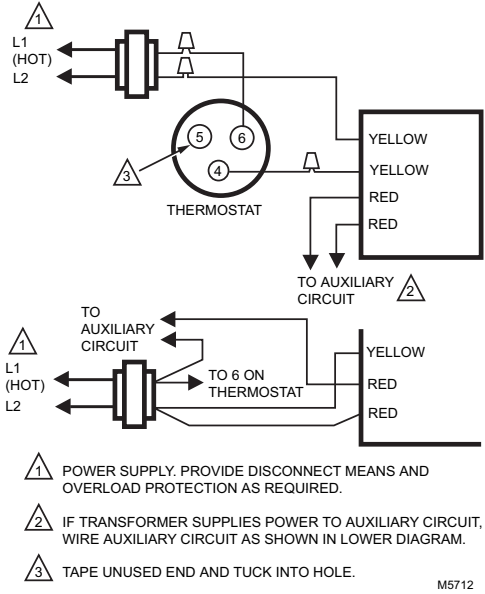 1
L1
(HOT)
L2
5
6
4
3
THERMOSTAT
YELLOW
YELLOW
RED
RED
TO AUXILIARY
CIRCUIT
2
TO
AUXILIARY
CIRCUIT
1
L1
(HOT)
L2
TO 6 ON
THERMOSTAT
YELLOW
RED
RED
1 POWER SUPPLY. PROVIDE DISCONNECT MEANS AND
OVERLOAD PROTECTION AS REQUIRED.
2 IF TRANSFORMER SUPPLIES POWER TO AUXILIARY CIRCUIT,
WIRE AUXILIARY CIRCUIT AS SHOWN IN LOWER DIAGRAM.
3 TAPE UNUSED END AND TUCK INTO HOLE.
M5712